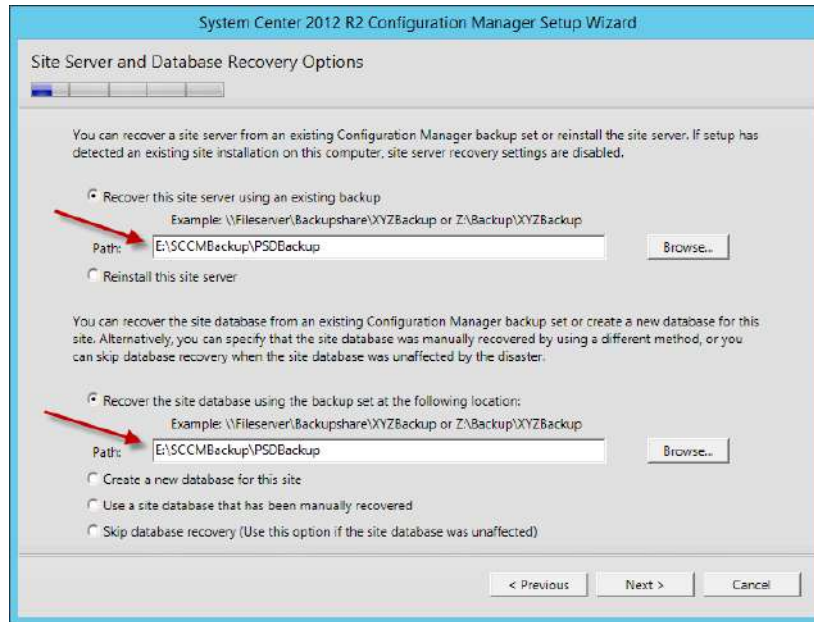 System Center 2012 R2 Configuration Manager Setup Wizard
Site Server and Database Recovery Options
You can recover a site server from an existing Configuration Manager backup set or reinstall the site server. If setup has
detected an existing site installation on this computer, site server recovery settings are disabled.
Recover this site server using an existing backup
Example: \\Fileserver\Backupshare\XYZBackup or Z:\Backup\XYZBackup
Path: E:\SCCMBackup\PSDBackup Browse...
Reinstall this site server
You can recover the site database from an existing Configuration Manager backup set or create a new database for this
site. Alternatively, you can specify that the site database was manually recovered by using a different method, or you
can skip database recovery when the site database was unaffected by the disaster.
Recover the site database using the backup set at the following location:
Example: \\Fileserver\Backupshare\XYZBackup or Z:\Backup\XYZBackup
Path: E:\SCCMBackup\PSDBackup Browse...
Create a new database for this site
Use a site database that has been manually recovered
Skip database recovery (Use this option if the site database was unaffected)
< Previous Next > Cancel